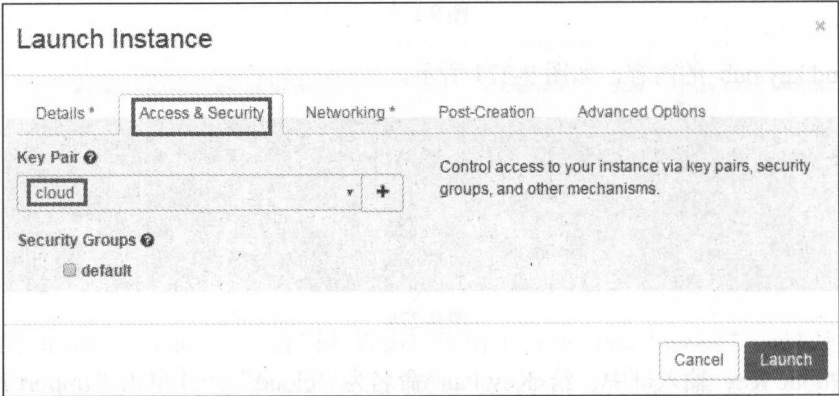 Launch Instance
×
Details * Access & Security Networking * Post-Creation Advanced Options
Key Pair ?
cloud ▾ +
Control access to your instance via key pairs, security
groups, and other mechanisms.
Security Groups ?
default
Cancel Launch